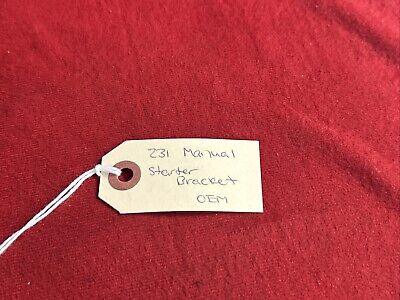 231 Manual
Starter
Bracket
OEM